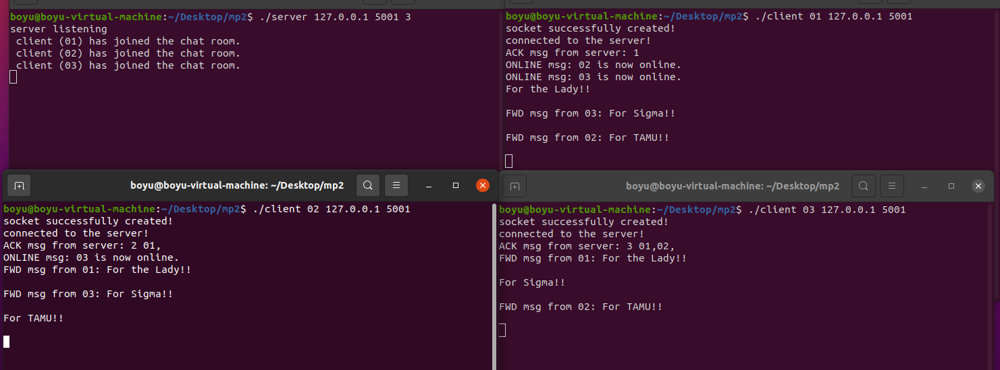 boyu@boyu-virtual-machine:~/Desktop/mp2$ ./server 127.0.0.1 5001 3
server listening
 client (01) has joined the chat room.
 client (02) has joined the chat room.
 client (03) has joined the chat room.
boyu@boyu-virtual-machine:~/Desktop/mp2$ ./client 01 127.0.0.1 5001
socket successfully created!
connected to the server!
ACK msg from server: 1
ONLINE msg: 02 is now online.
ONLINE msg: 03 is now online.
For the Lady!!
FWD msg from 03: For Sigma!!
FWD msg from 02: For TAMU!!
boyu@boyu-virtual-machine: ~/Desktop/mp2
boyu@boyu-virtual-machine:~/Desktop/mp2$ ./client 02 127.0.0.1 5001
socket successfully created!
connected to the server!
ACK msg from server: 2 01,
ONLINE msg: 03 is now online.
FWD msg from 01: For the Lady!!
FWD msg from 03: For Sigma!!
For TAMU!!
boyu@boyu-virtual-machine: ~/Desktop/mp2
boyu@boyu-virtual-machine:~/Desktop/mp2$ ./client 03 127.0.0.1 5001
socket successfully created!
connected to the server!
ACK msg from server: 3 01,02,
FWD msg from 01: For the Lady!!
For Sigma!!
FWD msg from 02: For TAMU!!